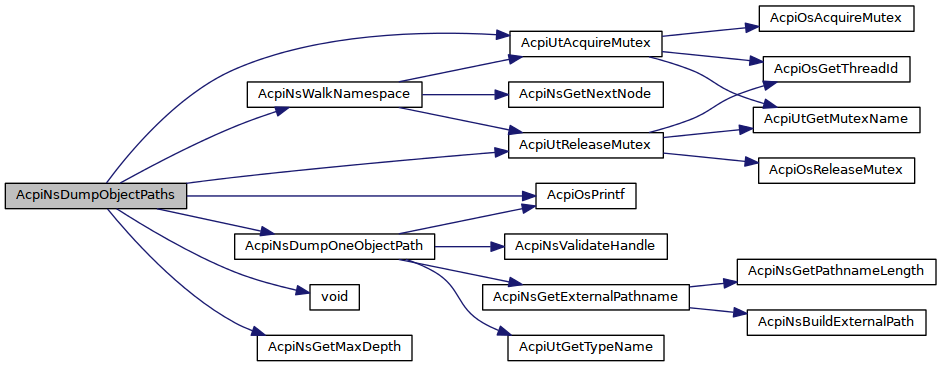 AcpiNsDumpObjectPaths
AcpiUtAcquireMutex
AcpiNsWalkNamespace
AcpiNsGetNextNode
AcpiUtReleaseMutex
AcpiOsAcquireMutex
AcpiOsGetThreadId
AcpiUtGetMutexName
AcpiOsReleaseMutex
AcpiOsPrintf
AcpiNsDumpOneObjectPath
AcpiNsValidateHandle
AcpiNsGetExternalPathname
AcpiNsGetPathnameLength
AcpiNsBuildExternalPath
AcpiUtGetTypeName
void
AcpiNsGetMaxDepth